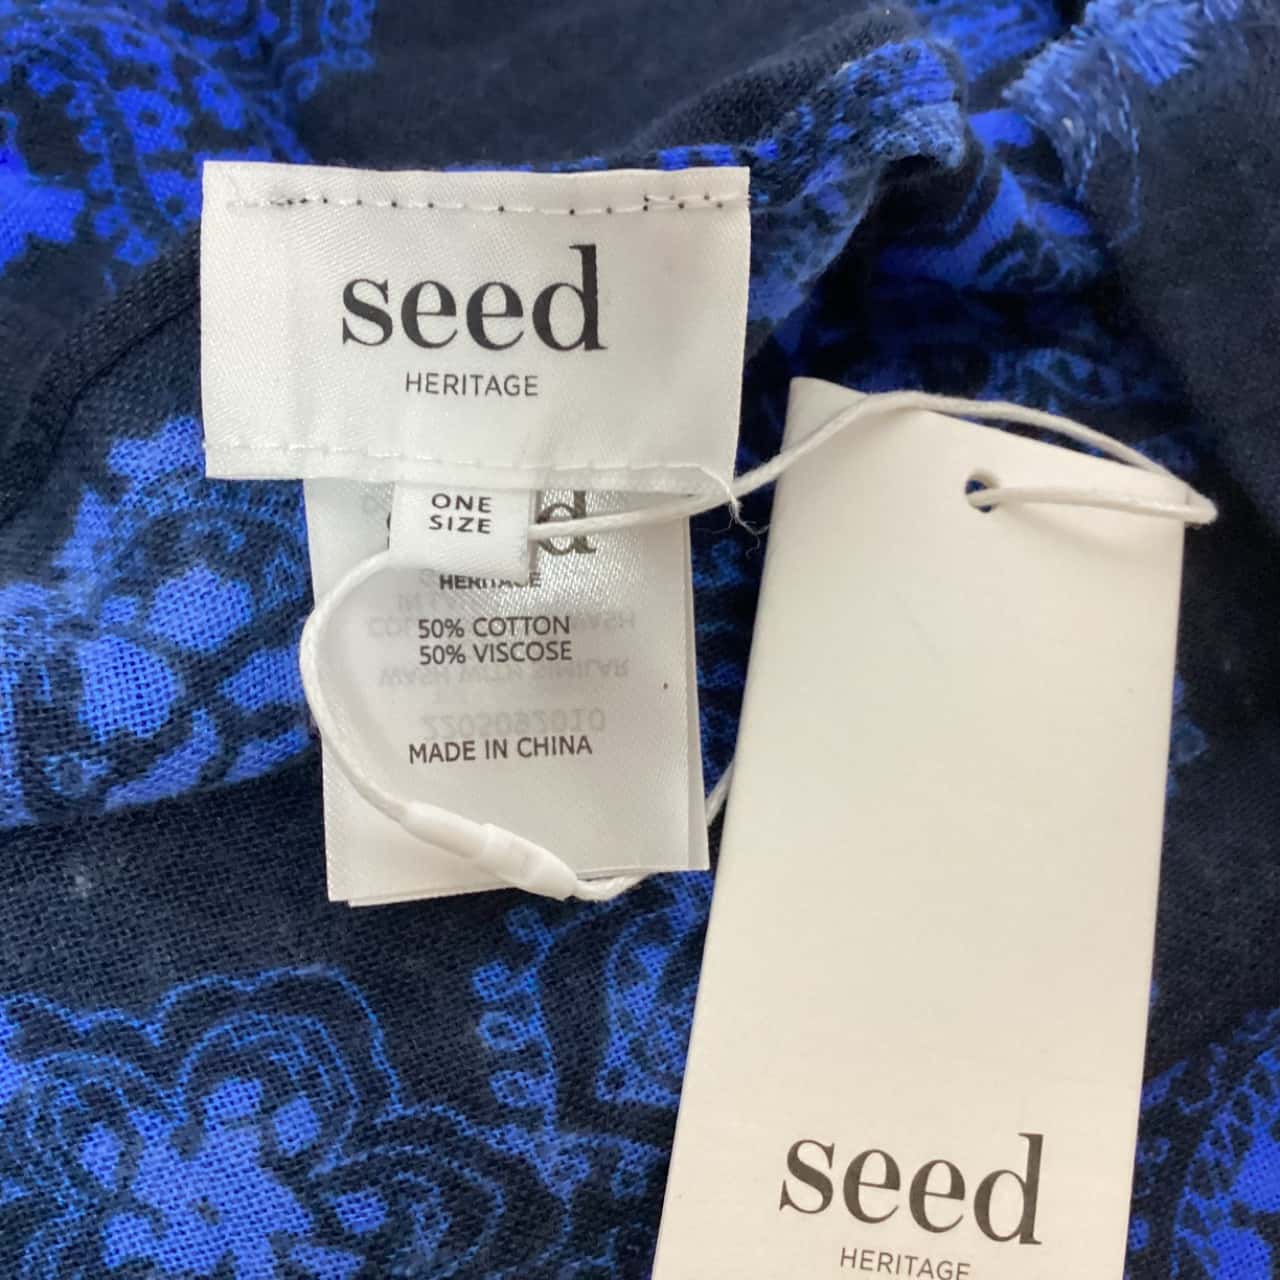 seed
HERITAGE
ONE
SIZE
HERITAGE
50% COTTON
50% VISCOSE
MADE IN CHINA
seed
HERITAGE